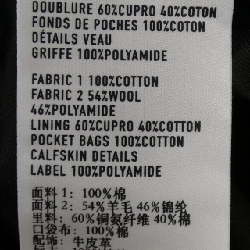 DOUBLURE 60%CUPRO 40%COTON
FONDS DE POCHES 100%COTON
DÉTAILS VEAU
GRIFFE 100%POLYAMIDE
FABRIC 1 100%COTTON
FABRIC 2 54%WOOL
46%POLYAMIDE
LINING 60%CUPRO 40%COTTON
POCKET BAGS 100%COTTON
CALFSKIN DETAILS
LABEL 100%POLYAMIDE
面料 1: 100%棉
面料 2: 54%羊毛 46%锦纶
里料: 60%铜氨纤维 40%棉
口袋布: 100%棉
配饰: 牛皮革